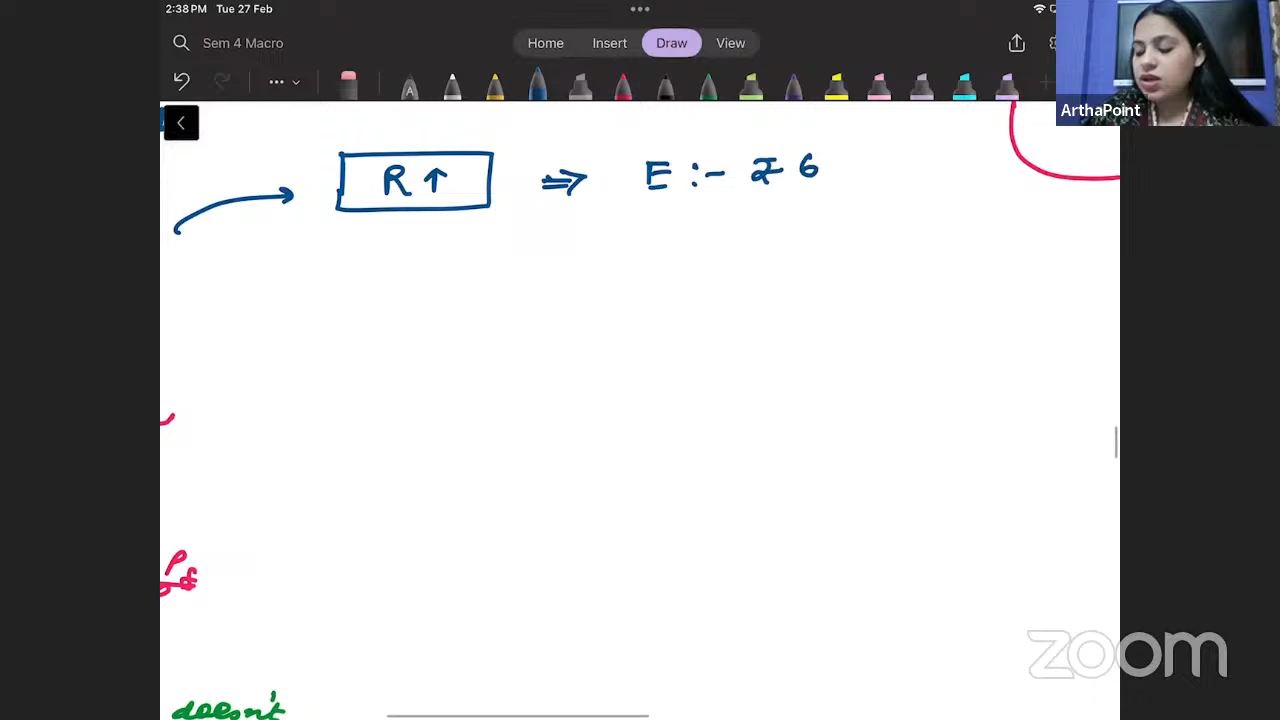 2:38 PM Tue 27 Feb
Sem 4 Macro
Home Insert Draw View
A
ArthaPoint
R ↑ ⇒ E :- ₹ 6
P
doesn't
zoom